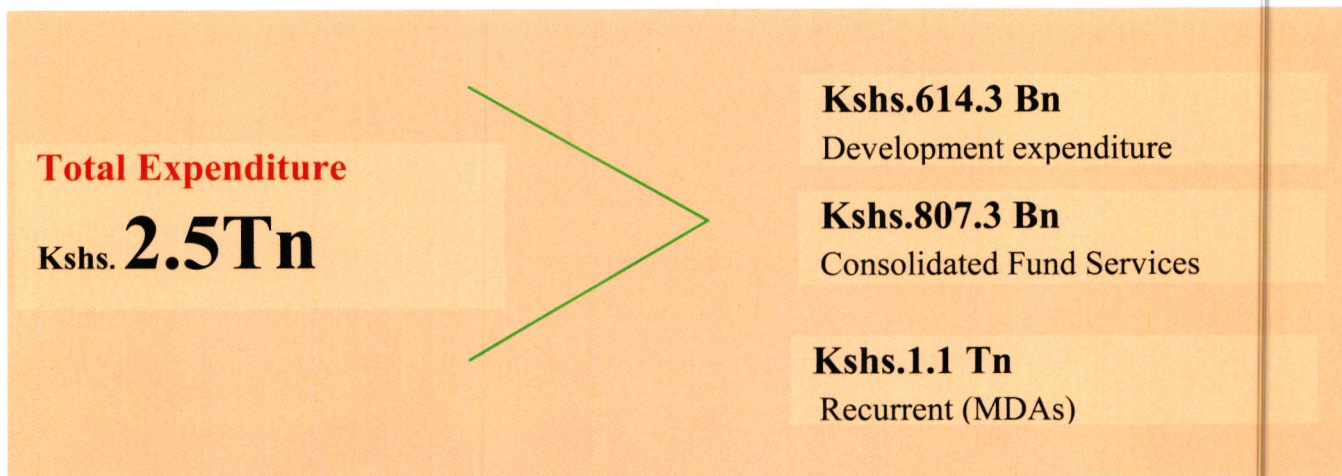 Total Expenditure
Kshs. 2.5Tn
Kshs.614.3 Bn
Development expenditure
Kshs.807.3 Bn
Consolidated Fund Services
Kshs.1.1 Tn
Recurrent (MDAs)